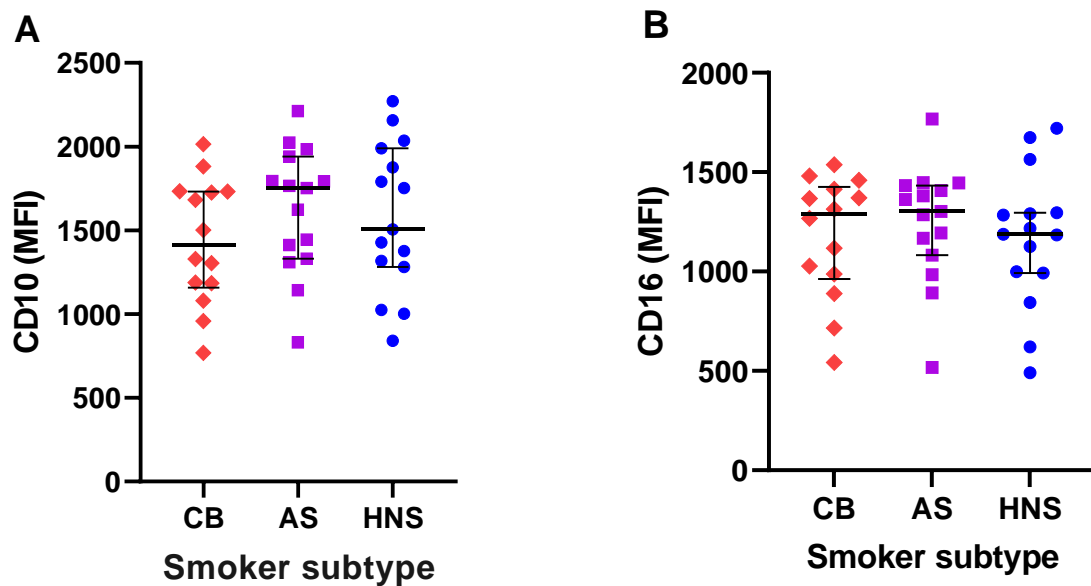 A
CD10 (MFI)
2500
2000
1500
1000
500
0
CB AS HNS
Smoker subtype
B
CD16 (MFI)
2000
1500
1000
500
0
CB AS HNS
Smoker subtype